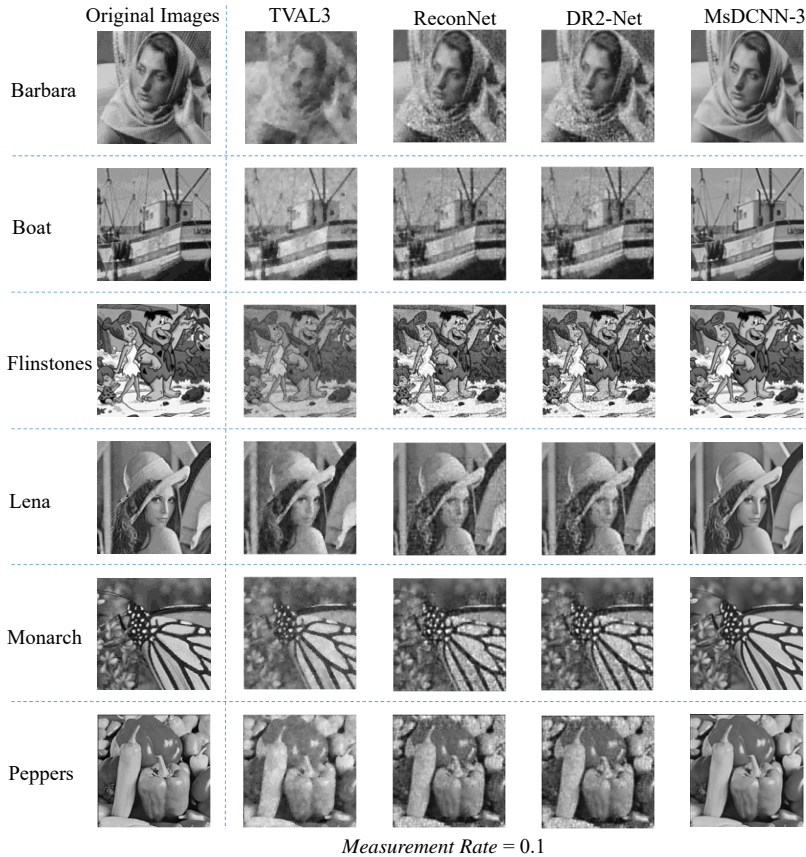 Original Images TVAL3 ReconNet DR2-Net MsDCNN-3
Barbara
Boat
Flinstones
Lena
Monarch
Peppers
Measurement Rate = 0.1